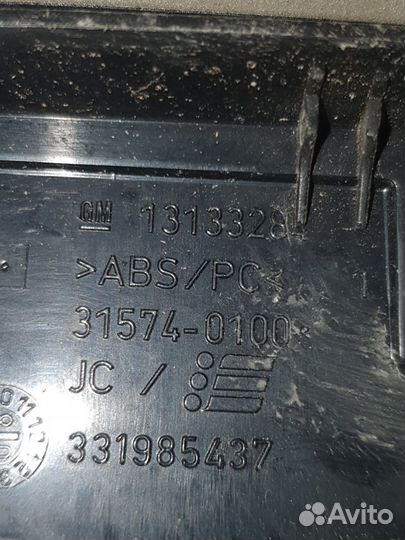 GM 1313328
>ABS/PC<
31574-0100
JC /
331985437
Avito